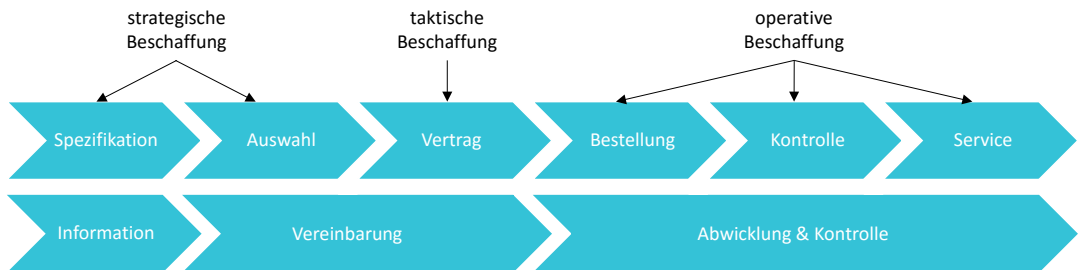 strategische
Beschaffung
taktische
Beschaffung
operative
Beschaffung
Spezifikation
Auswahl
Vertrag
Bestellung
Kontrolle
Service
Information
Vereinbarung
Abwicklung & Kontrolle